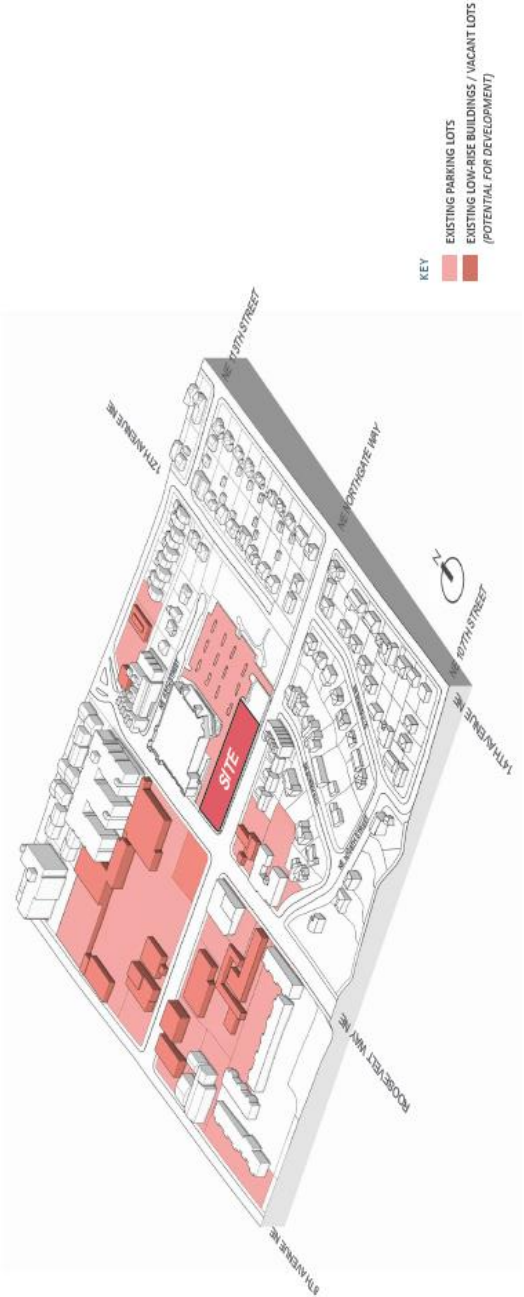 KEY
EXISTING PARKING LOTS
EXISTING LOW-RISE BUILDINGS / VACANT LOTS
(POTENTIAL FOR DEVELOPMENT)
NE 113TH STREET
12TH AVENUE NE
NE NORTHGATE WAY
SITE
N
NE 107TH STREET
14TH AVENUE NE
ROOSEVELT WAY NE
8TH AVENUE NE